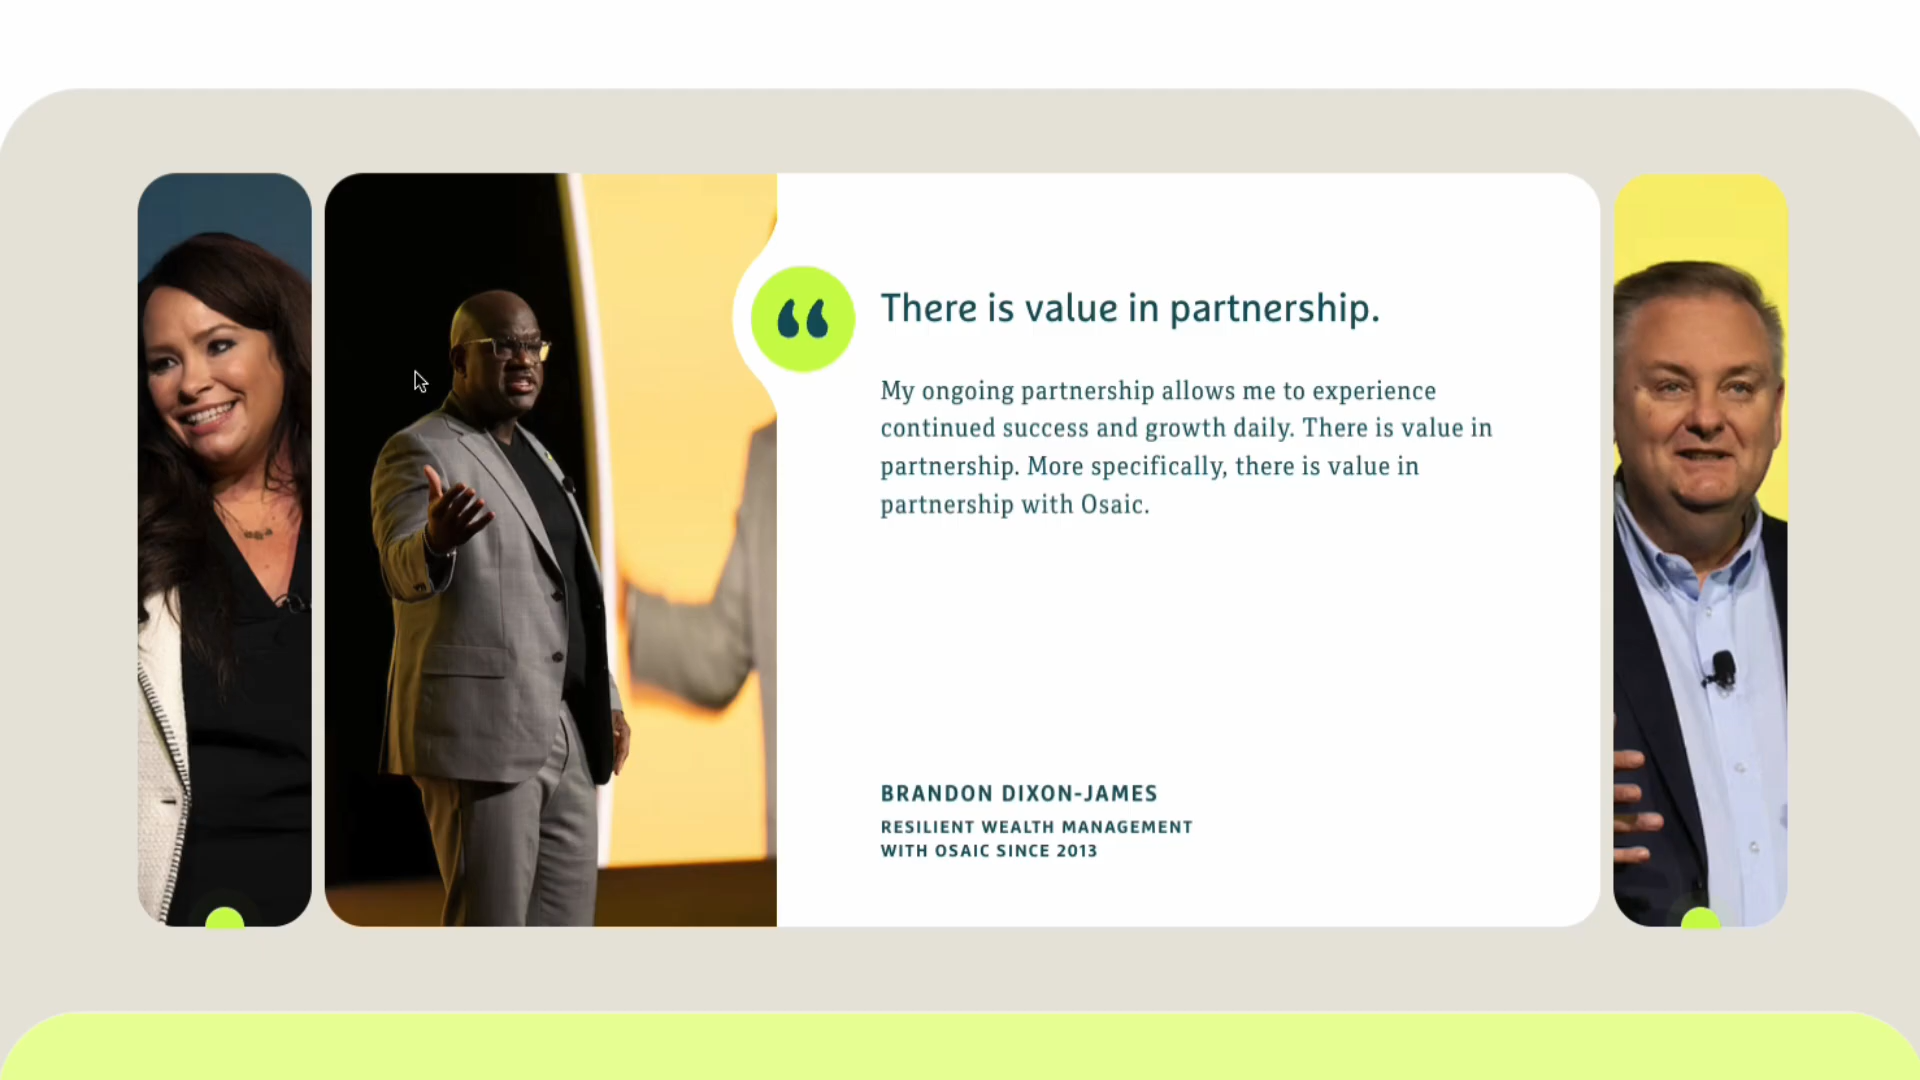 There is value in partnership.
My ongoing partnership allows me to experience
continued success and growth daily. There is value in
partnership. More specifically, there is value in
partnership with Osaic.
BRANDON DIXON-JAMES
RESILIENT WEALTH MANAGEMENT
WITH OSAIC SINCE 2013